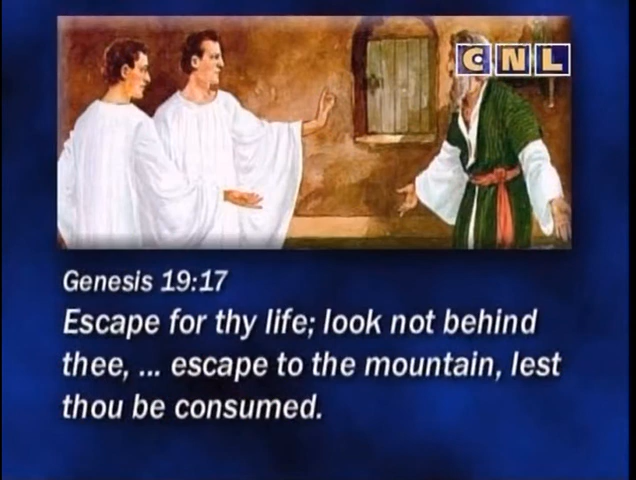 CNL
Genesis 19:17
Escape for thy life; look not behind
thee, ... escape to the mountain, lest
thou be consumed.